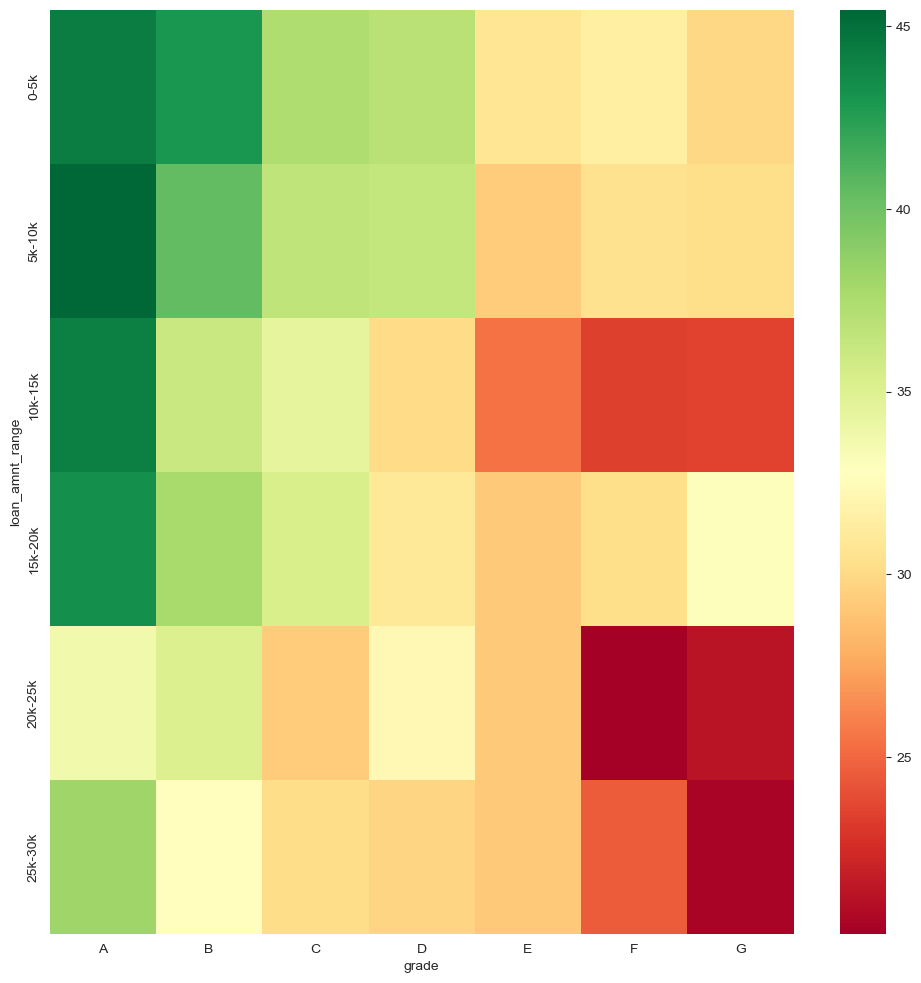 loan_amnt_range
0-5k
5k-10k
10k-15k
15k-20k
20k-25k
25k-30k
A B C D E F G
grade
45
40
35
30
25